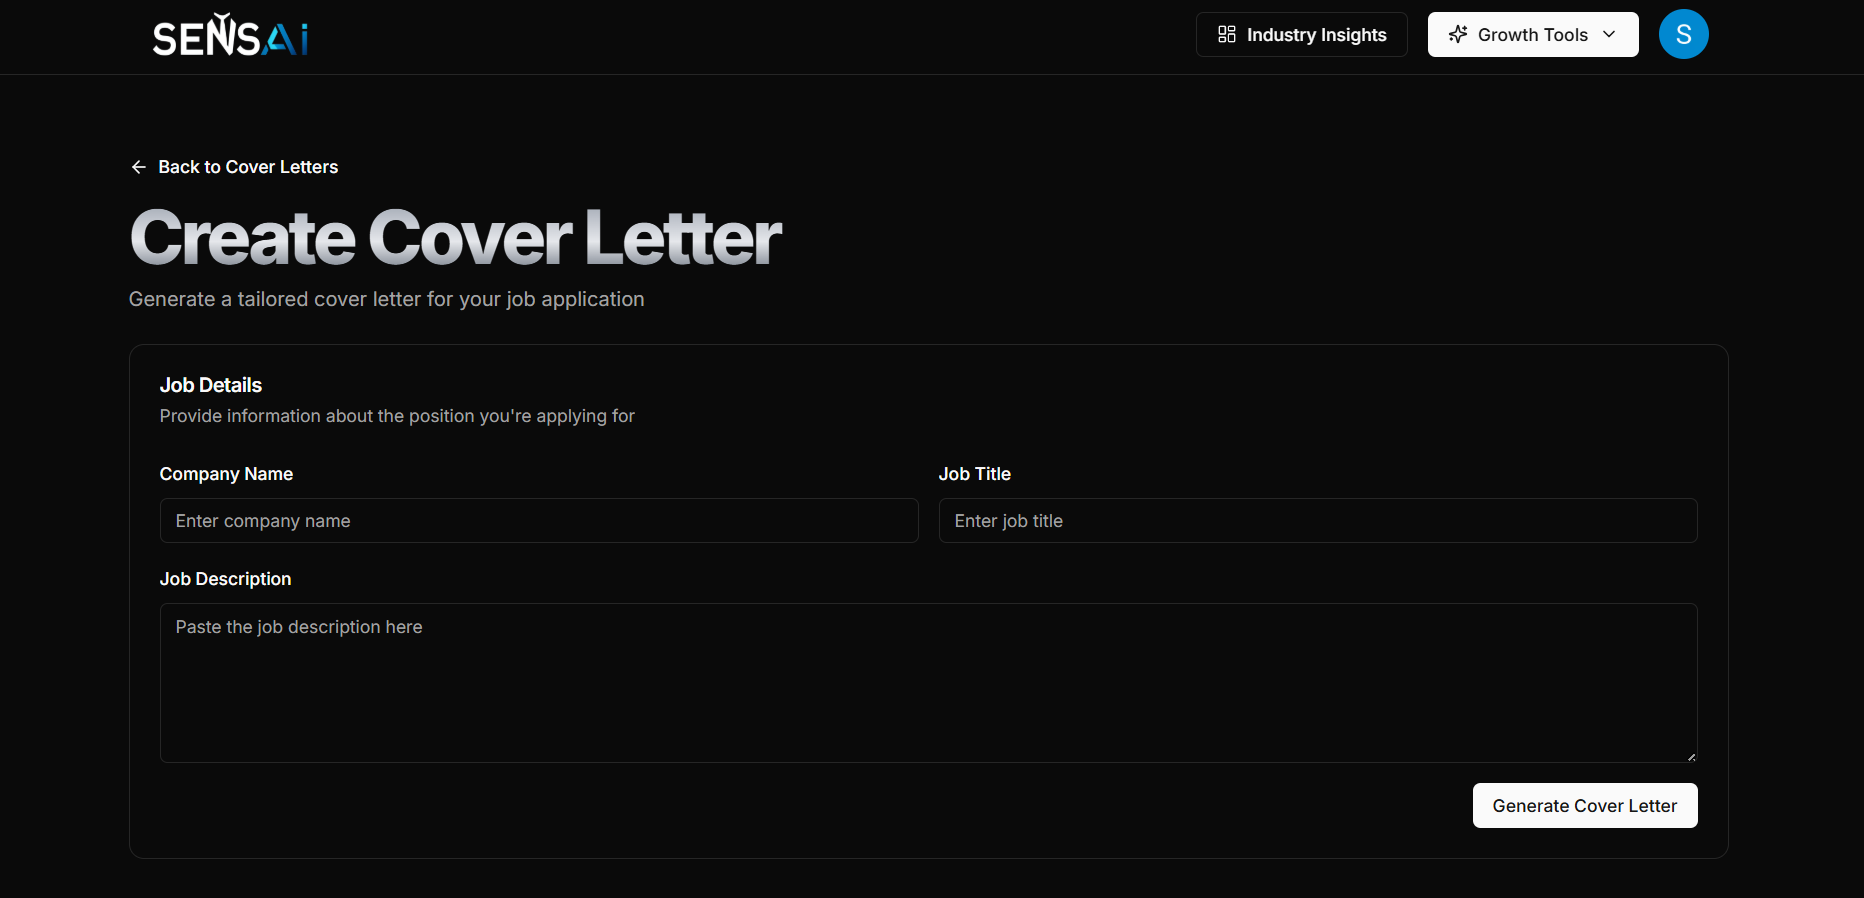 SENSAi
Industry Insights
Growth Tools
S
Back to Cover Letters
Create Cover Letter
Generate a tailored cover letter for your job application
Job Details
Provide information about the position you're applying for
Company Name
Job Title
Enter company name
Enter job title
Job Description
Paste the job description here
Generate Cover Letter